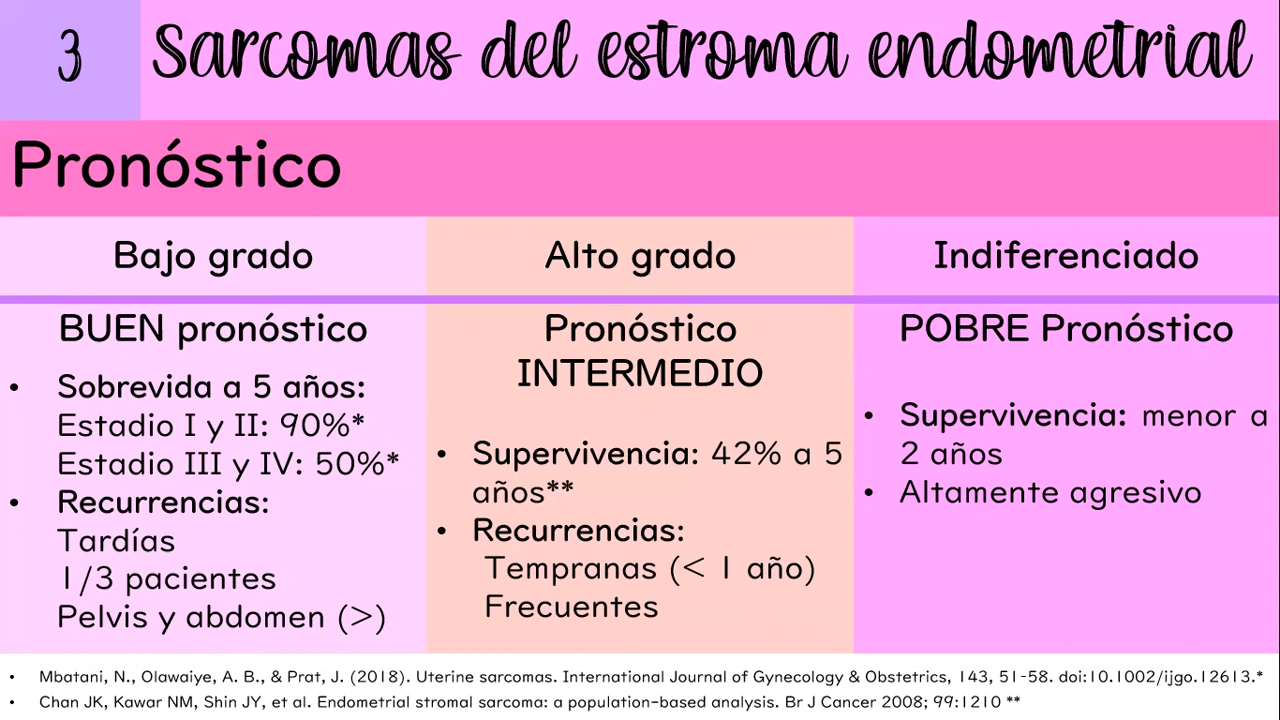 3
Sarcomas del estroma endometrial
Pronóstico
Bajo grado
BUEN pronóstico
• Sobrevida a 5 años:
Estadio I y II: 90%*
Estadio III y IV: 50%*
• Recurrencias:
Tardías
1/3 pacientes
Pelvis y abdomen (>)
Alto grado
Pronóstico
INTERMEDIO
• Supervivencia: 42% a 5
años**
• Recurrencias:
Tempranas (< 1 año)
Frecuentes
Indiferenciado
POBRE Pronóstico
• Supervivencia: menor a
2 años
• Altamente agresivo
• Mbatani, N., Olawaiye, A. B., & Prat, J. (2018). Uterine sarcomas. International Journal of Gynecology & Obstetrics, 143, 51-58. doi:10.1002/ijgo.12613.*
• Chan JK, Kawar NM, Shin JY, et al. Endometrial stromal sarcoma: a population-based analysis. Br J Cancer 2008; 99:1210 **